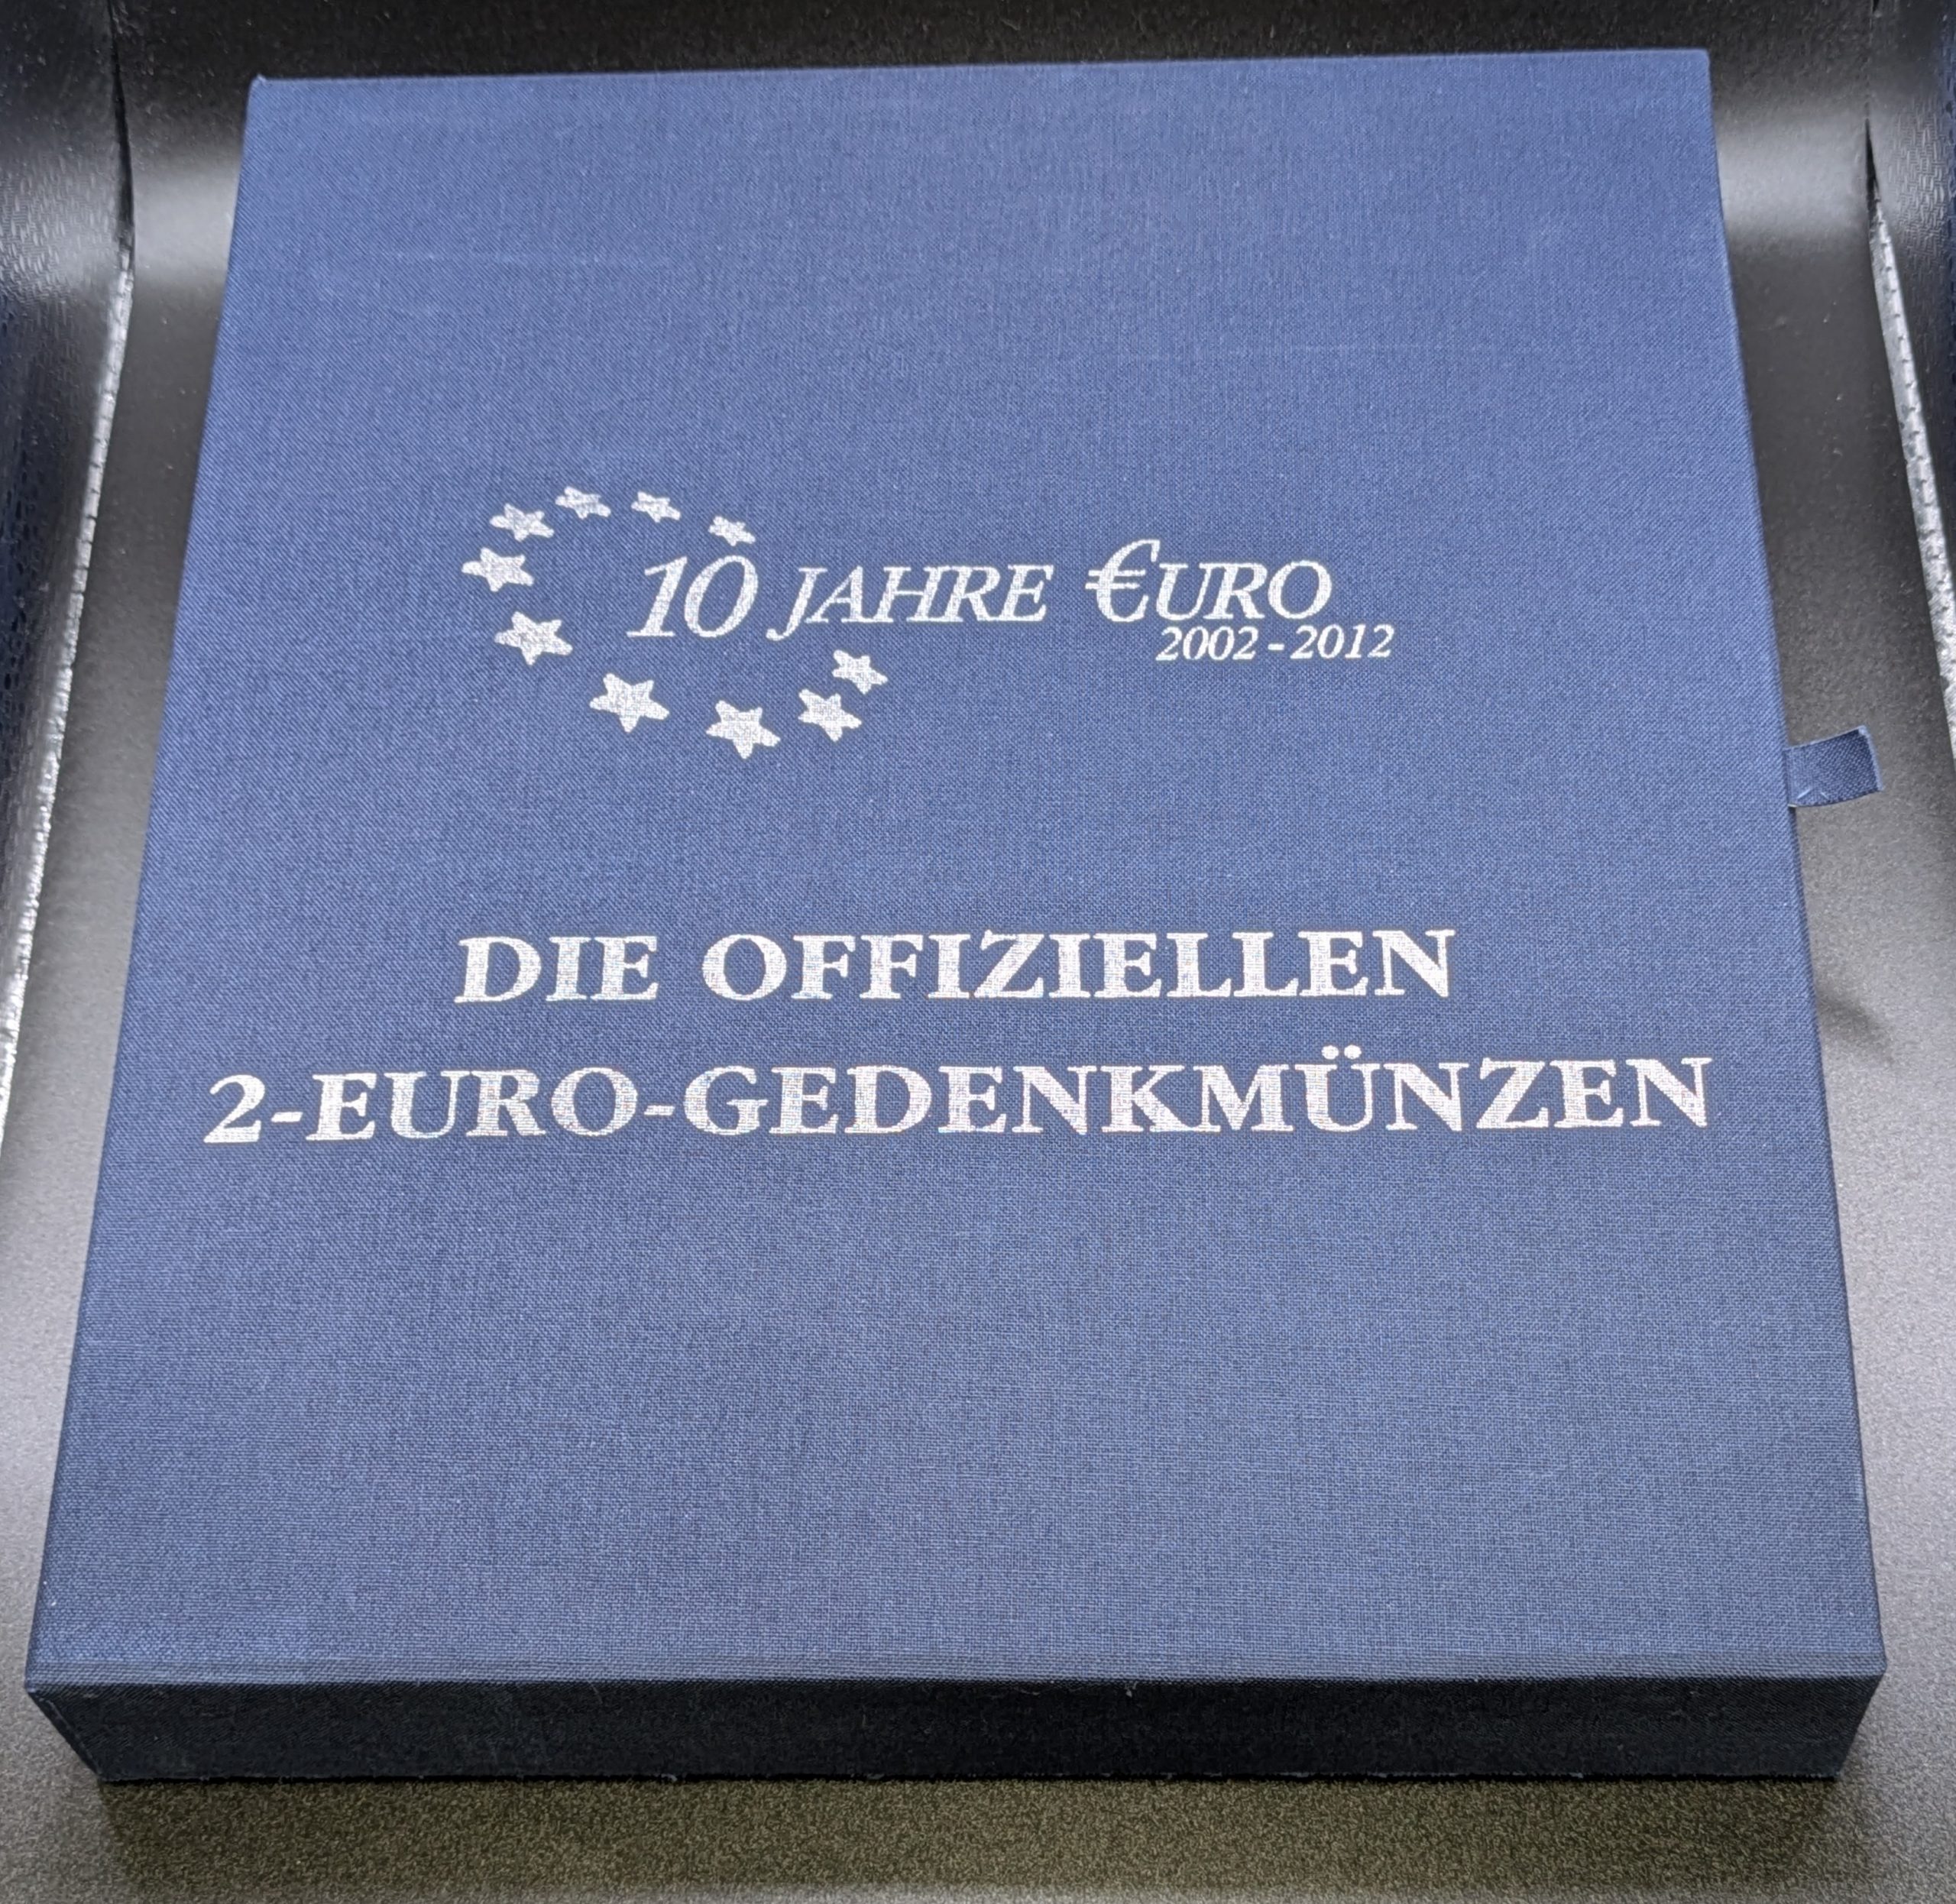 10 JAHRE €URO
2002-2012
DIE OFFIZIELLEN
2-EURO-GEDENKMÜNZEN